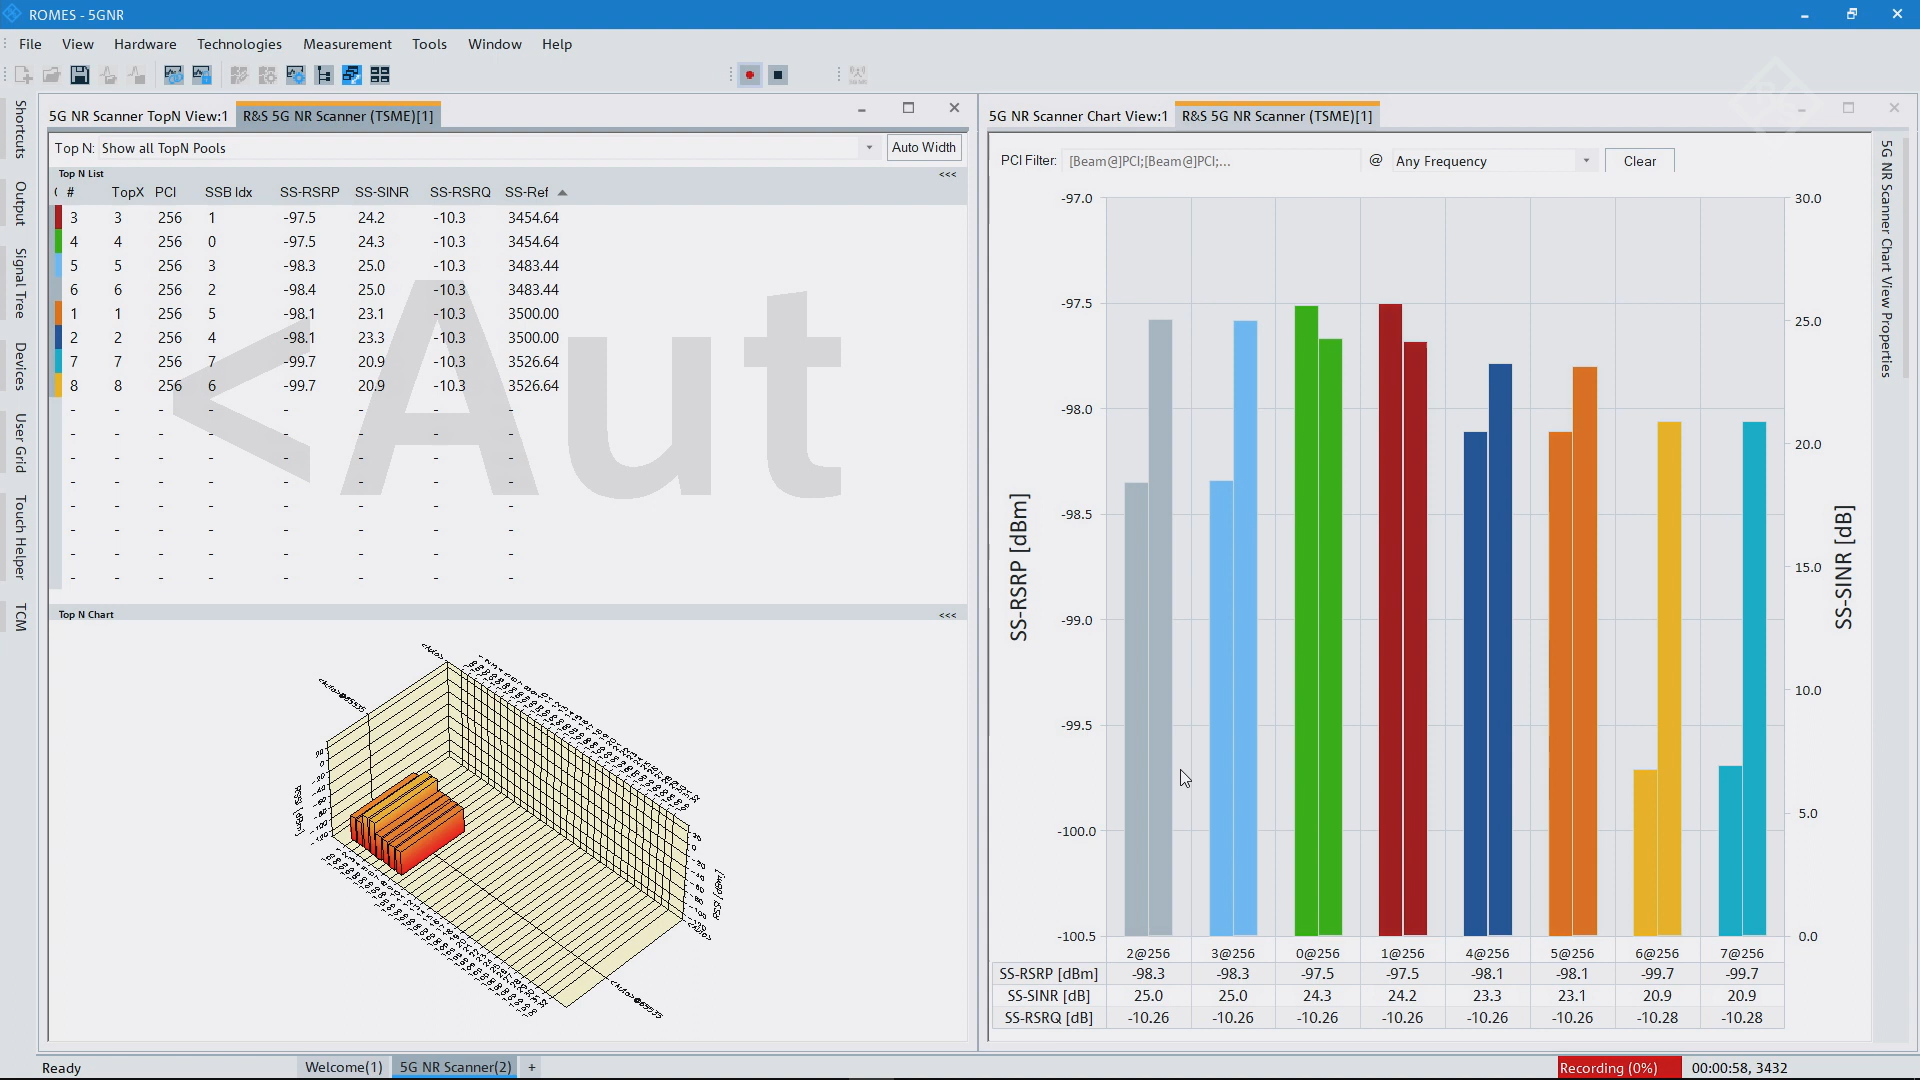 ROMES - 5GNR
File View Hardware Technologies Measurement Tools Window Help
Shortcuts
Output
Signal Tree
Devices
User Grid
Touch Helper
TCM
5G NR Scanner TopN View:1 R&S 5G NR Scanner (TSME)[1]
Top N: Show all TopN Pools Auto Width
Top N List <<<
# TopX PCI SSB Idx SS-RSRP SS-SINR SS-RSRQ SS-Ref
3 3 256 1 -97.5 24.2 -10.3 3454.64
4 4 256 0 -97.5 24.3 -10.3 3454.64
5 5 256 3 -98.3 25.0 -10.3 3483.44
6 6 256 2 -98.4 25.0 -10.3 3483.44
1 1 256 5 -98.1 23.1 -10.3 3500.00
2 2 256 4 -98.1 23.3 -10.3 3500.00
7 7 256 7 -99.7 20.9 -10.3 3526.64
8 8 256 6 -99.7 20.9 -10.3 3526.64
- - - - - - - -
- - - - - - - -
- - - - - - - -
- - - - - - - -
- - - - - - - -
- - - - - - - -
- - - - - - - -
- - - - - - - -
<Aut
Top N Chart <<<
<Auto>
<Auto>@65535
<Auto>
<Auto>@65535
5G NR Scanner Chart View:1 R&S 5G NR Scanner (TSME)[1]
PCI Filter: [Beam@]PCI;[Beam@]PCI;... @ Any Frequency Clear
SS-RSRP [dBm]
-97.0
-97.5
-98.0
-98.5
-99.0
-99.5
-100.0
-100.5
30.0
25.0
20.0
15.0
10.0
5.0
0.0
SS-SINR [dB]
2@256 3@256 0@256 1@256 4@256 5@256 6@256 7@256
SS-RSRP [dBm] -98.3 -98.3 -97.5 -97.5 -98.1 -98.1 -99.7 -99.7
SS-SINR [dB] 25.0 25.0 24.3 24.2 23.3 23.1 20.9 20.9
SS-RSRQ [dB] -10.26 -10.26 -10.26 -10.26 -10.26 -10.26 -10.28 -10.28
5G NR Scanner Chart View Properties
Ready Welcome(1) 5G NR Scanner(2) + Recording (0%) 00:00:58, 3432